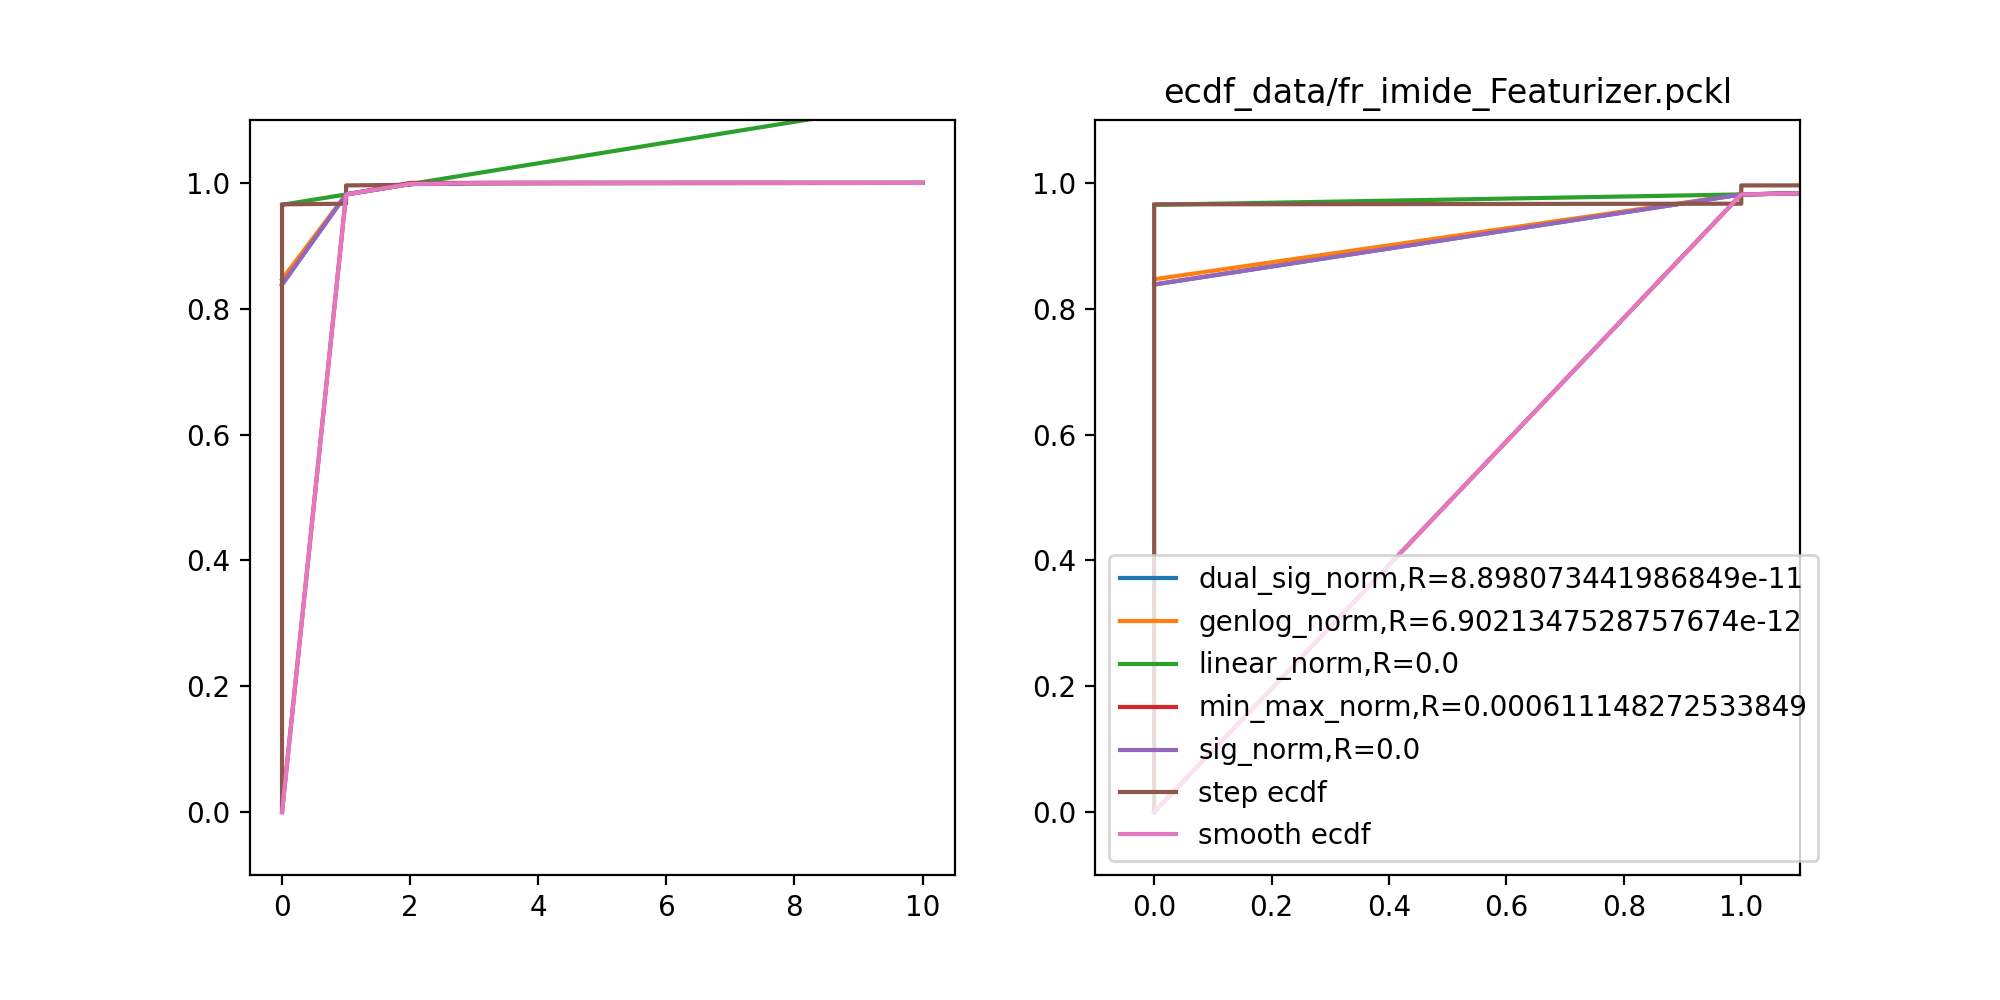 ecdf_data/fr_imide_Featurizer.pckl
1.0
0.8
0.6
0.4
0.2
0.0
0 2 4 6 8 10
1.0
0.8
0.6
0.4
0.2
0.0
dual_sig_norm,R=8.898073441986849e-11
genlog_norm,R=6.9021347528757674e-12
linear_norm,R=0.0
min_max_norm,R=0.000611148272533849
sig_norm,R=0.0
step ecdf
smooth ecdf
0.0 0.2 0.4 0.6 0.8 1.0